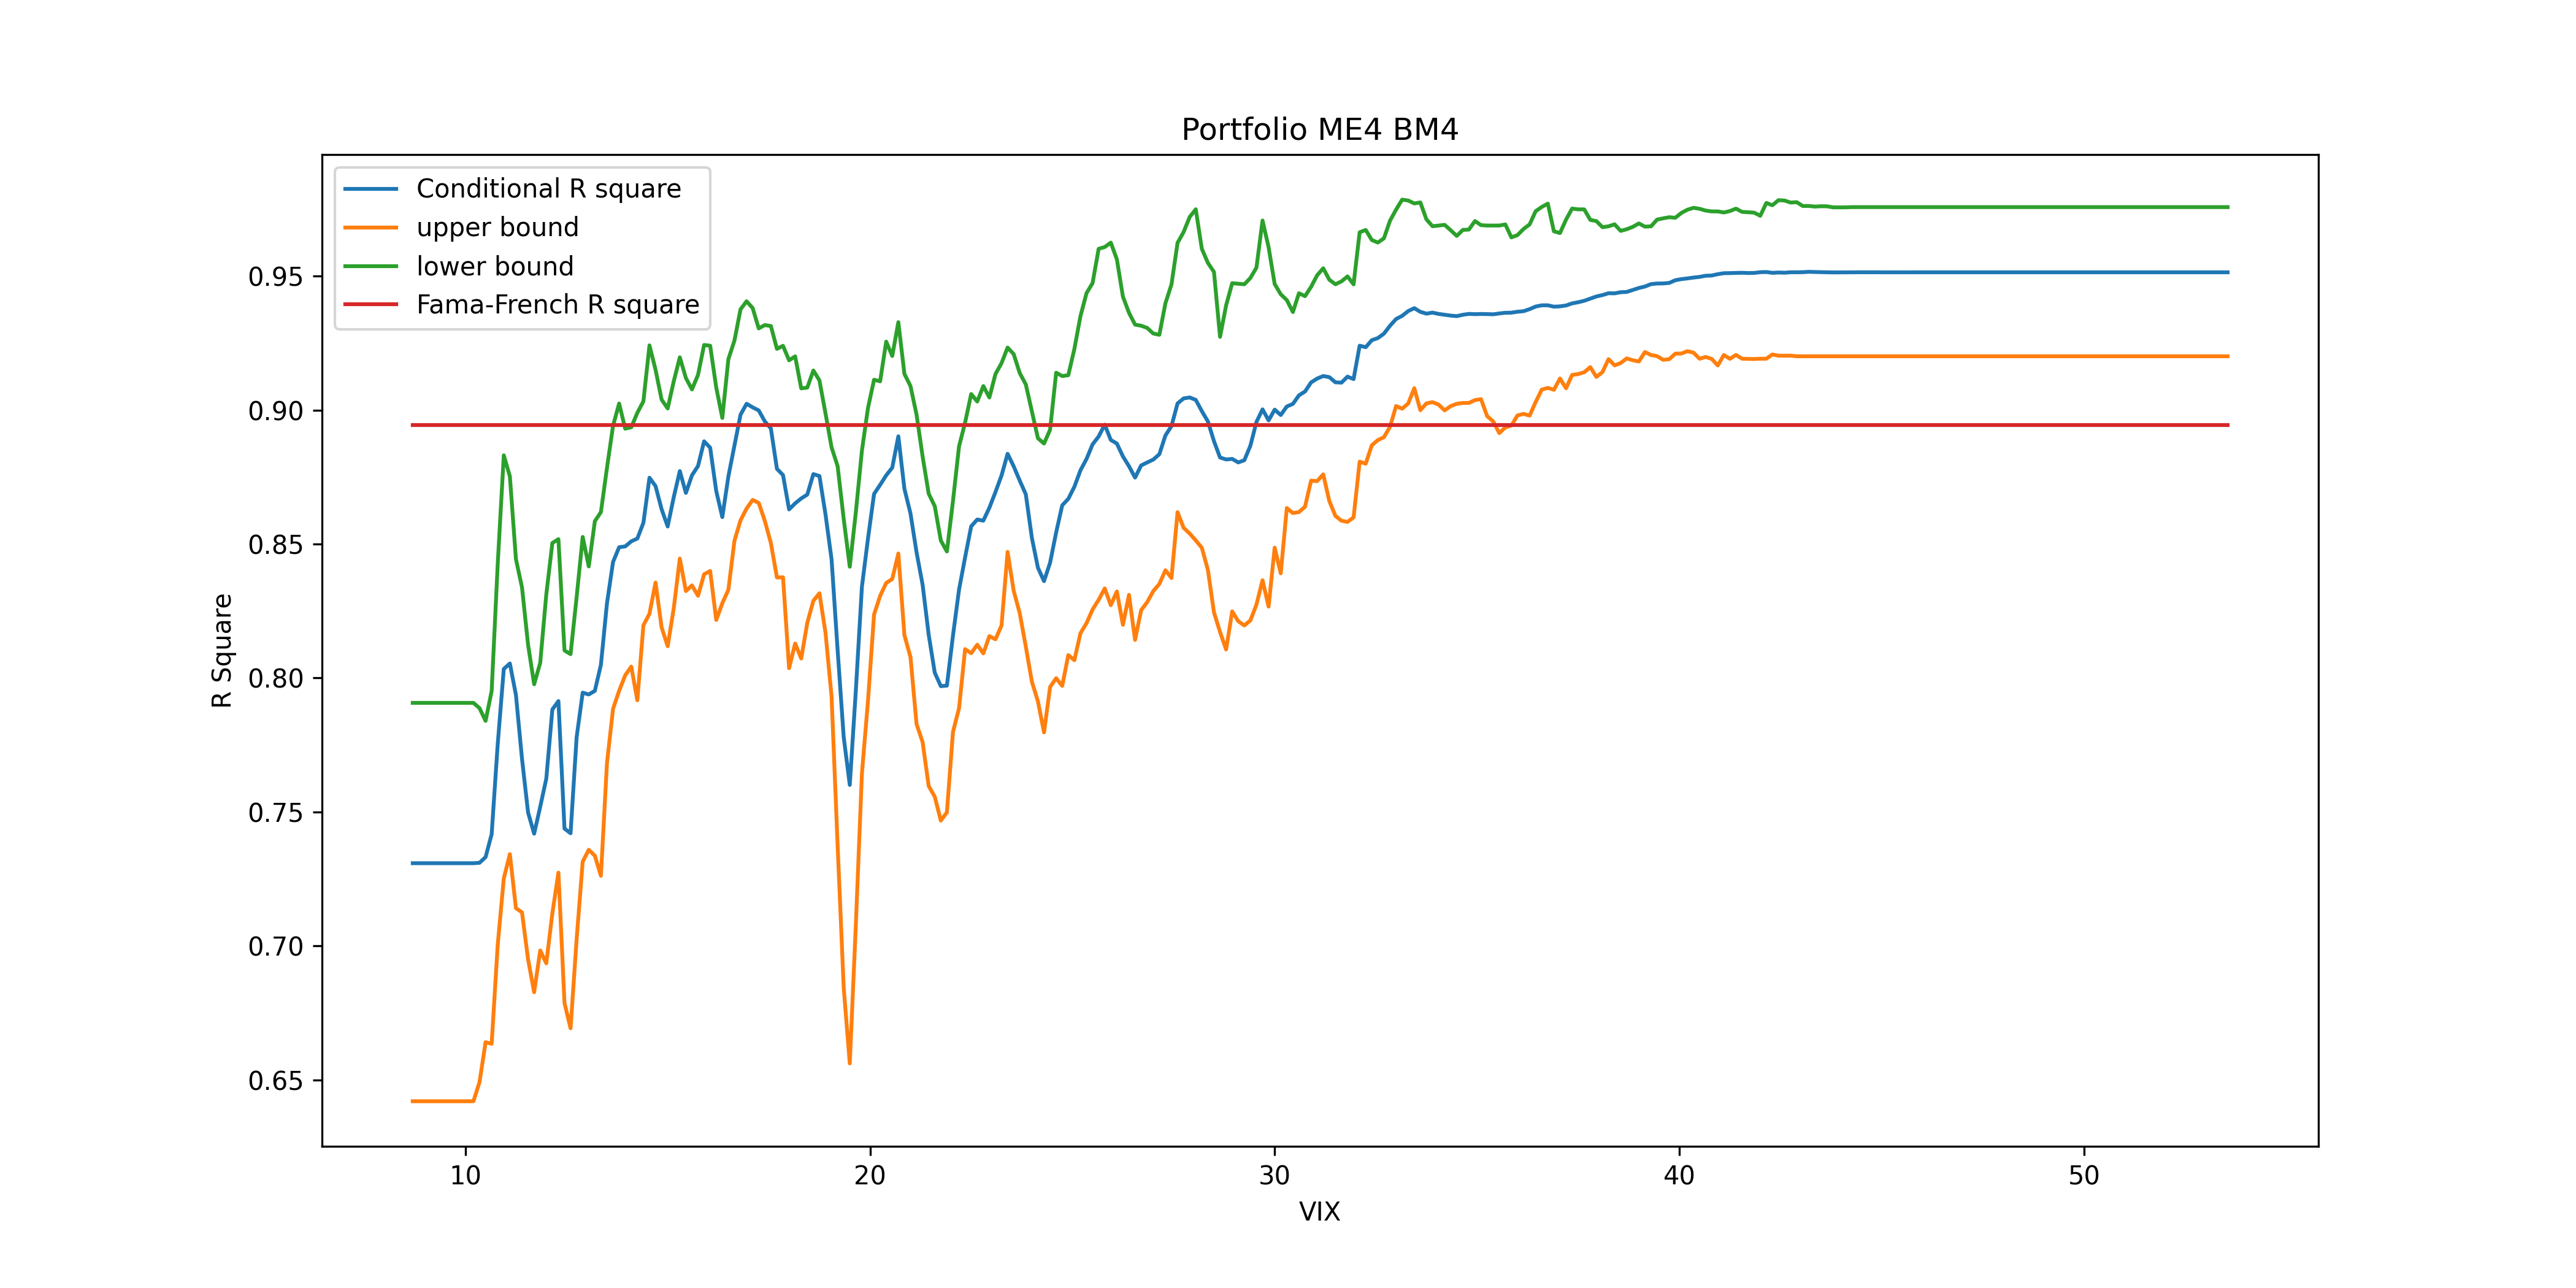 Portfolio ME4 BM4
Conditional R square
upper bound
lower bound
Fama-French R square
0.95
0.90
0.85
0.80
0.75
0.70
0.65
R Square
10 20 30 40 50
VIX